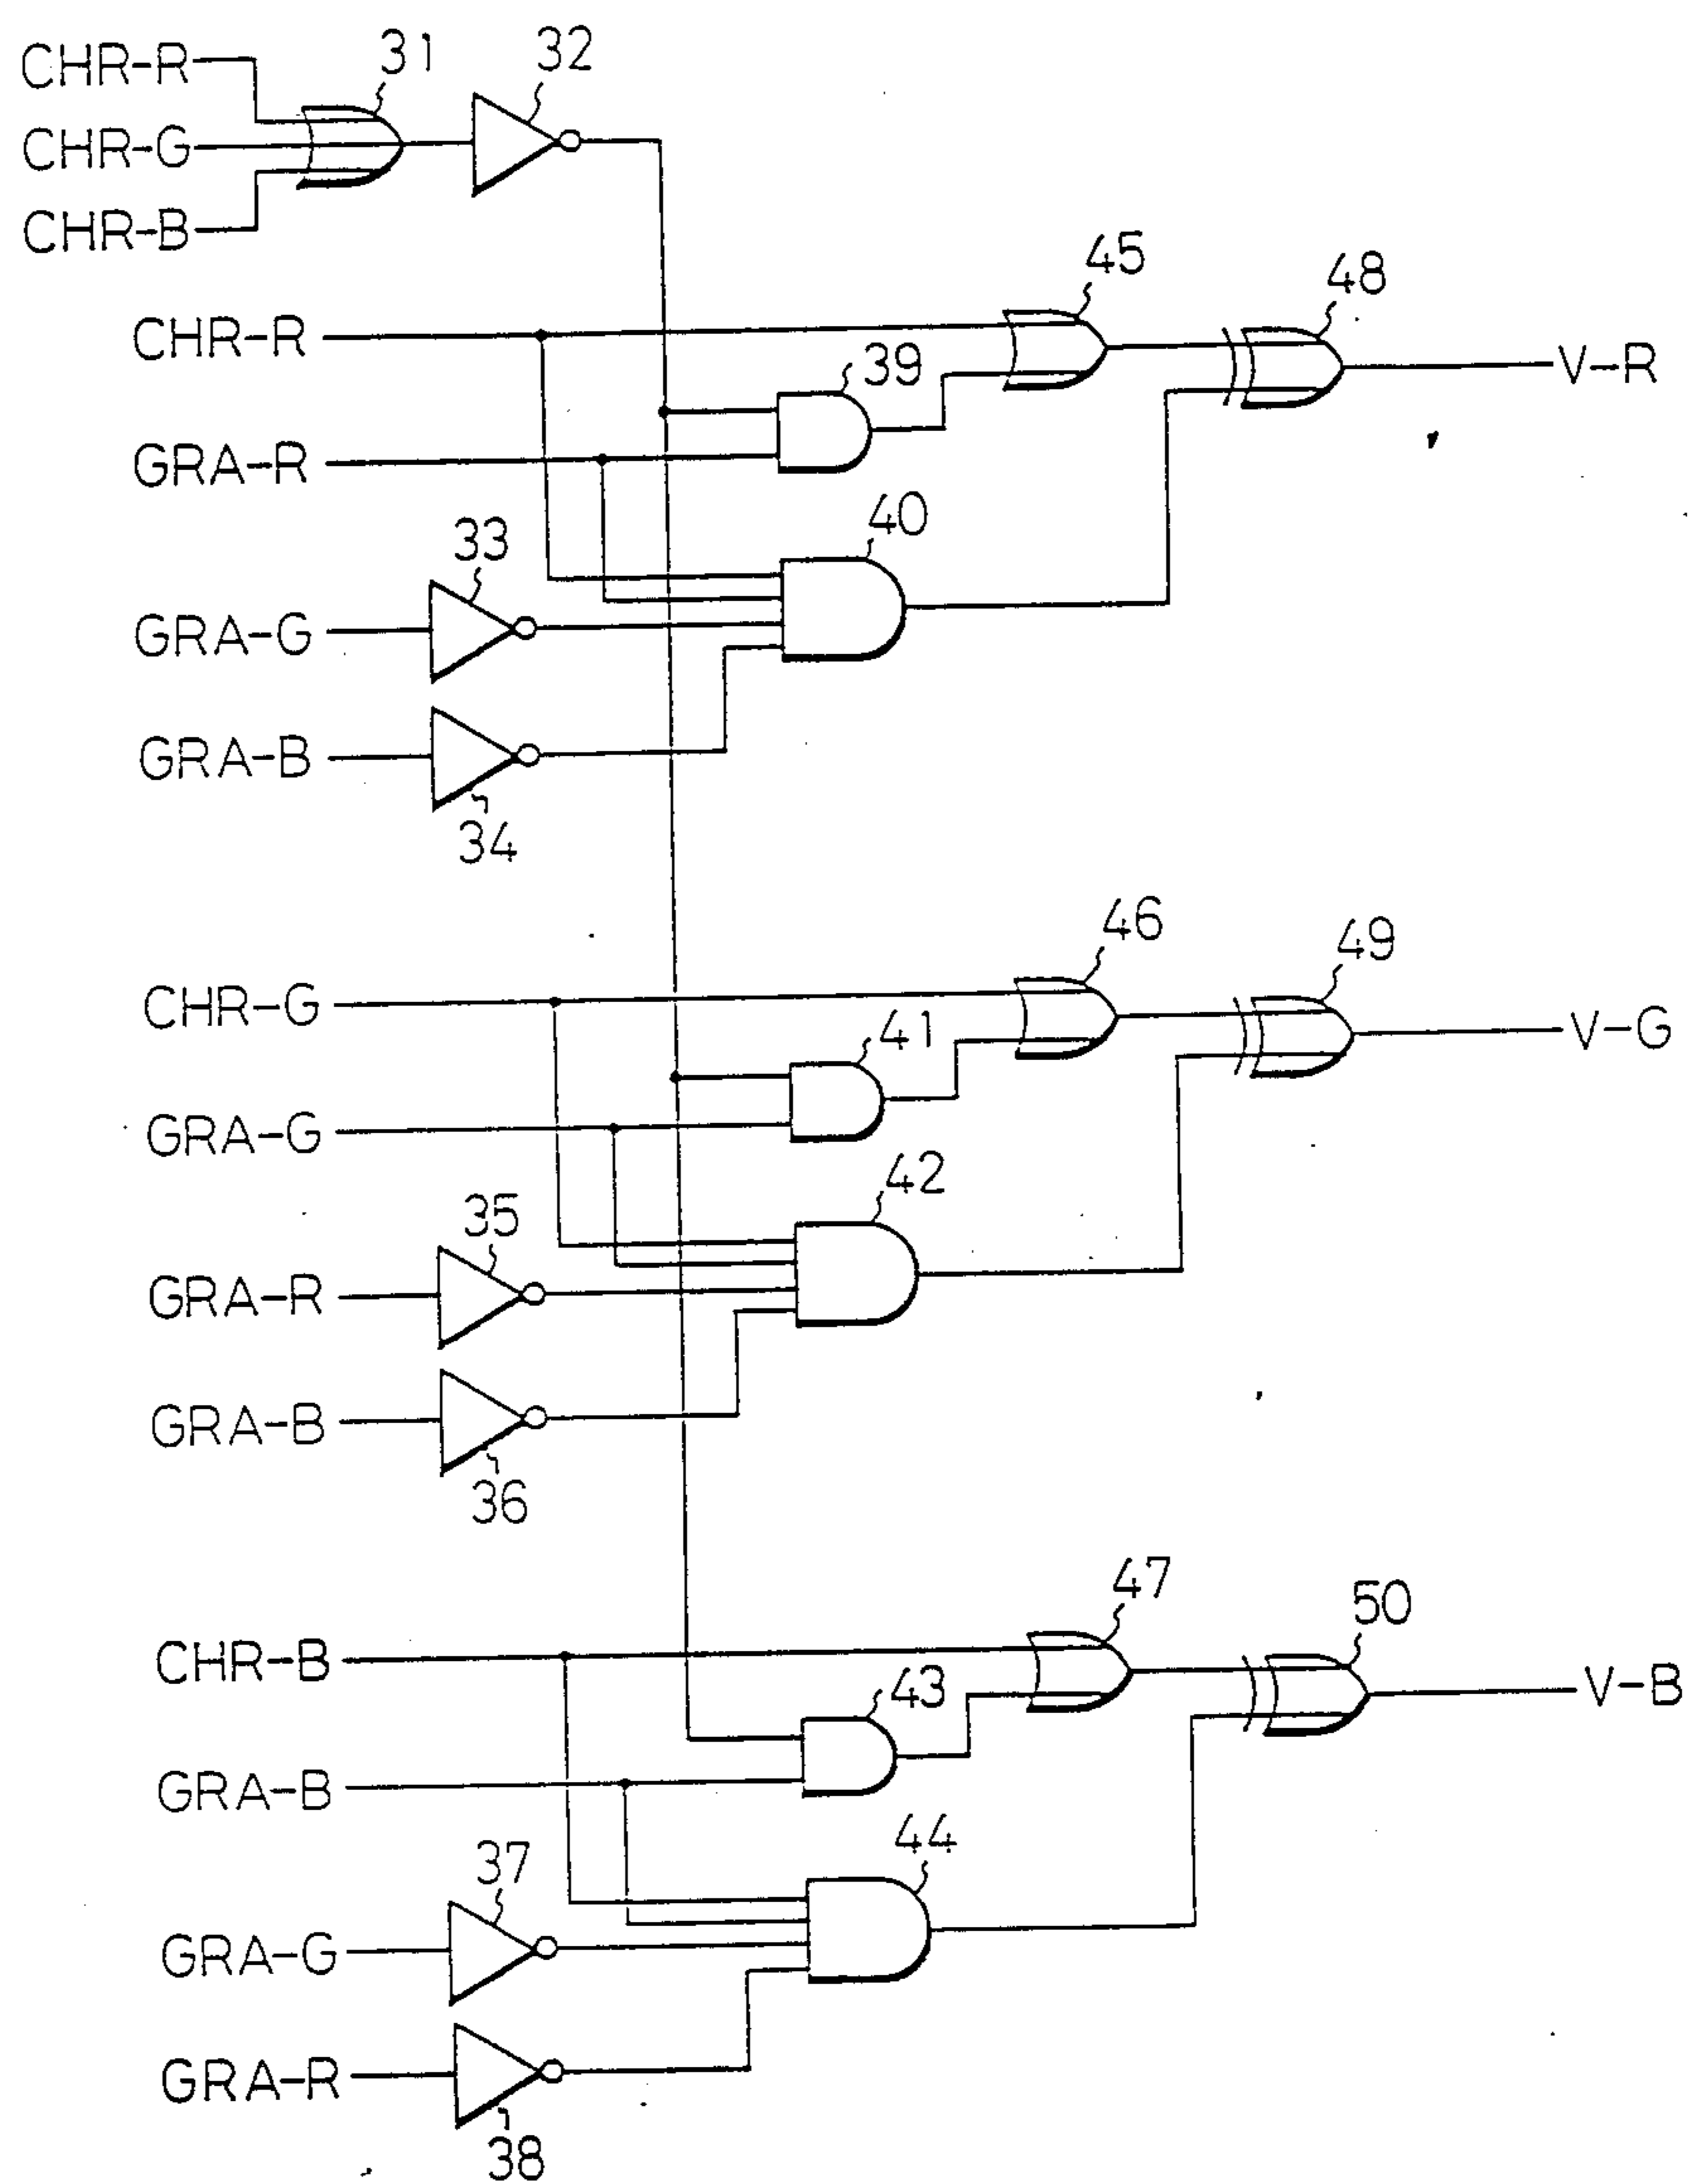 CHR-R
31
32
CHR-G
CHR-B
45
48
CHR-R
V-R
39
GRA-R
40
33
GRA-G
GRA-B
34
46
49
CHR-G
V-G
41
GRA-G
42
35
GRA-R
GRA-B
36
47
50
CHR-B
V-B
43
GRA-B
44
37
GRA-G
GRA-R
38